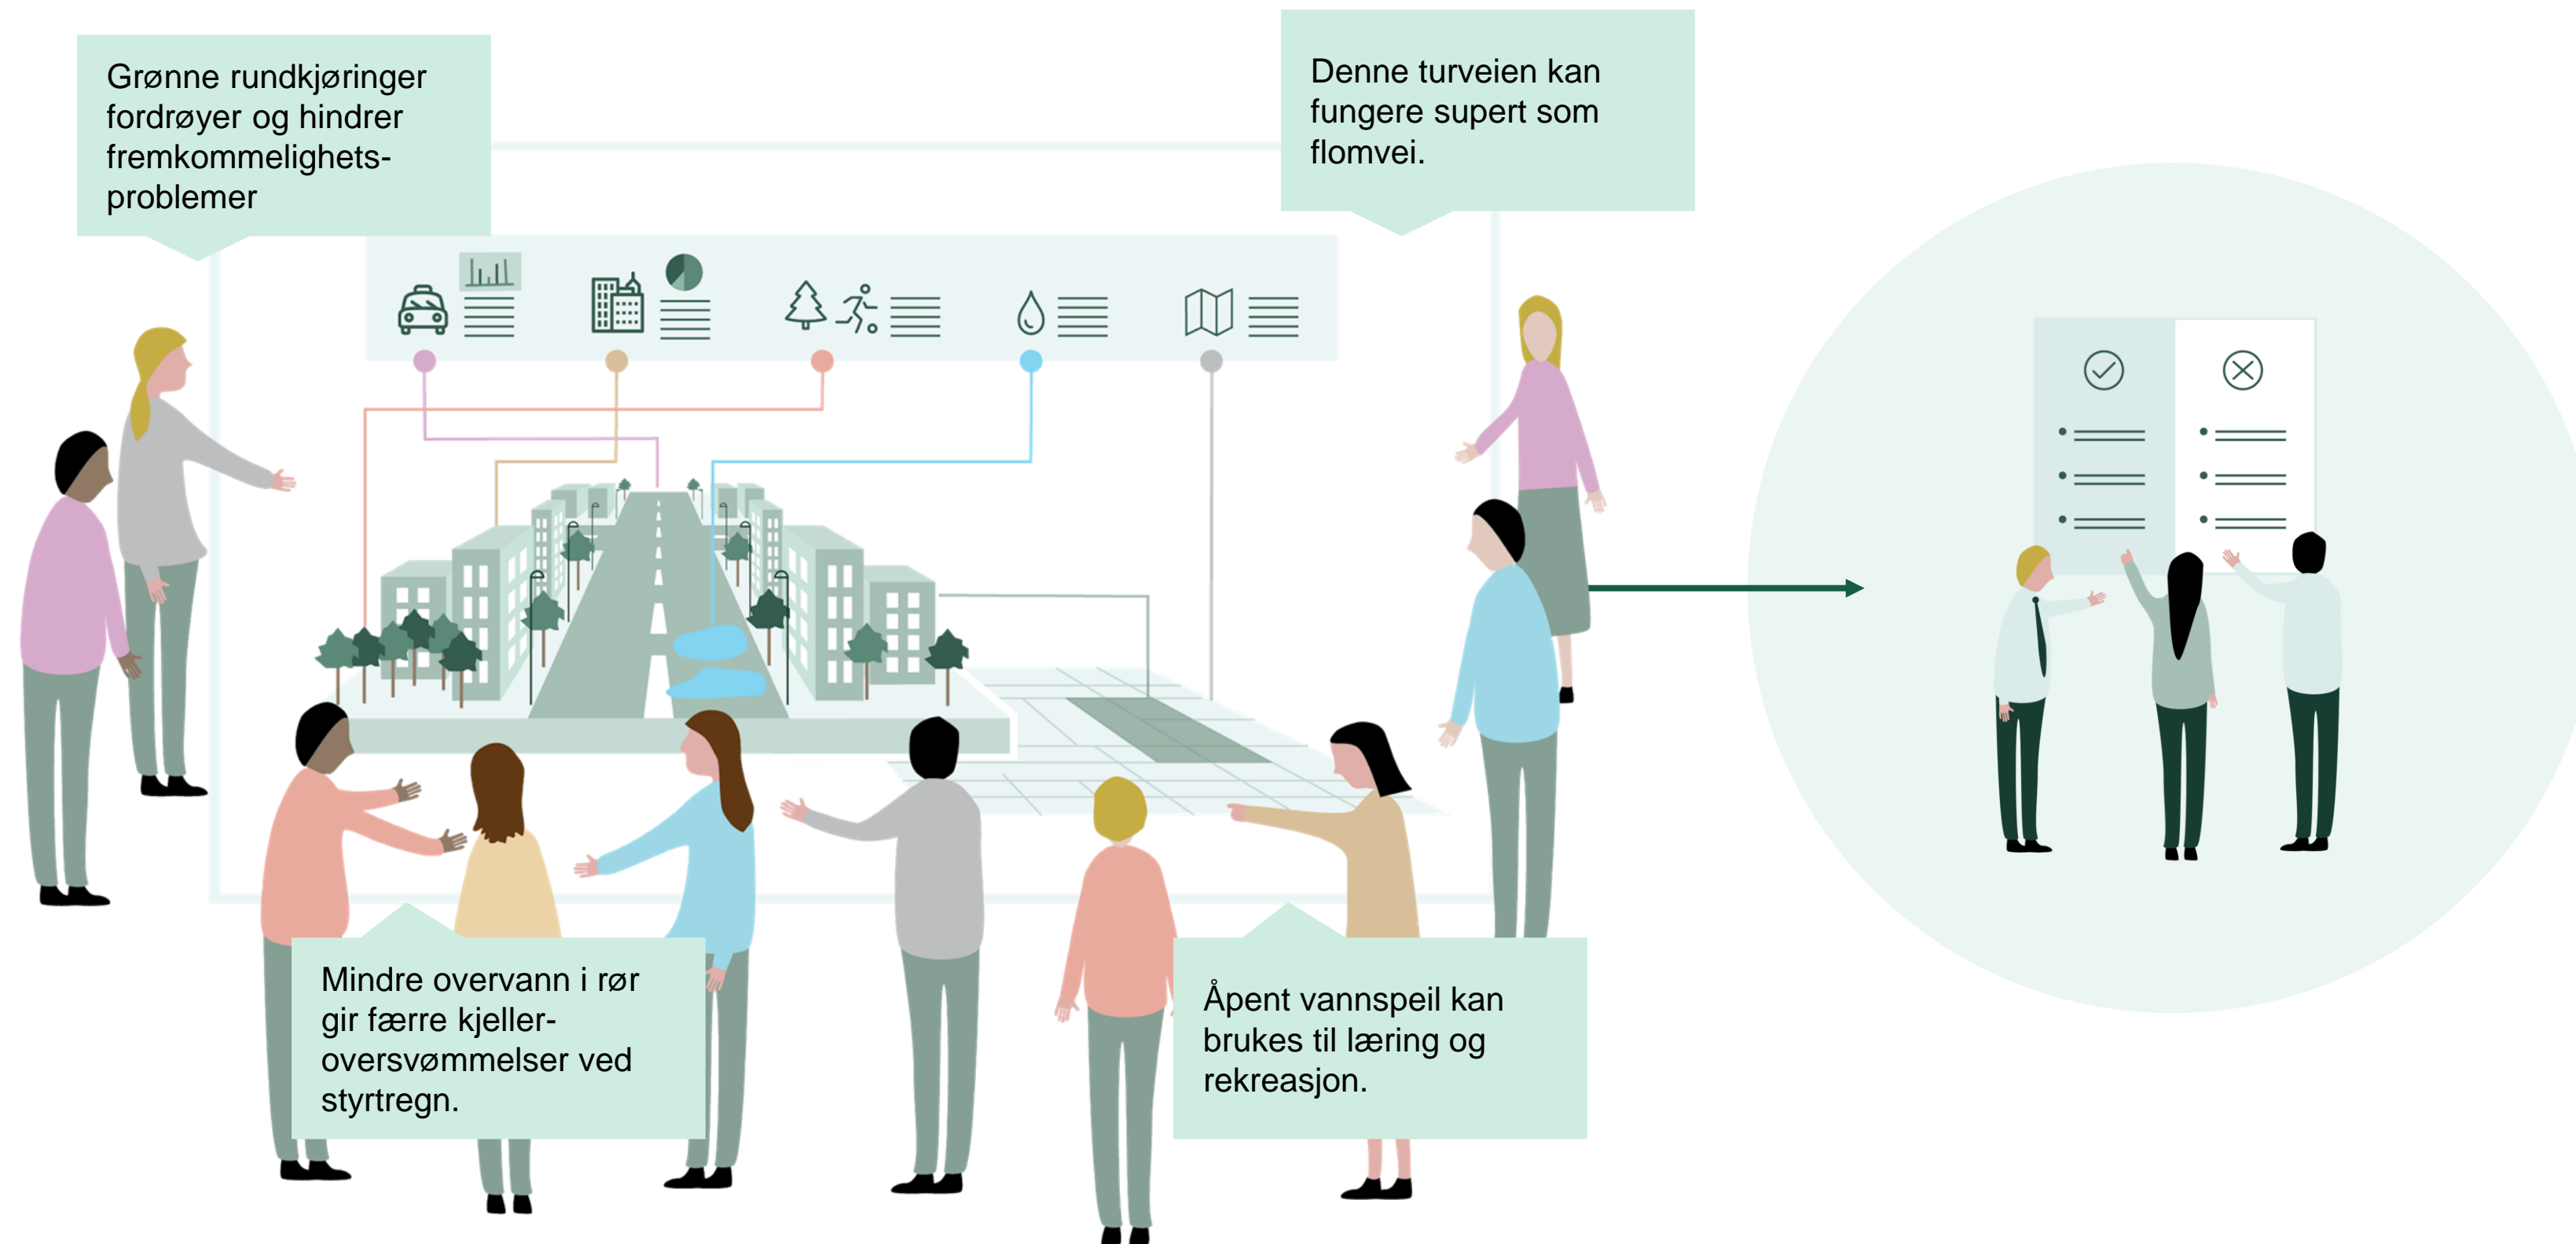 Grønne rundkjøringer
fordrøyer og hindrer
fremkommelighets-
problemer
Denne turveien kan
fungere supert som
flomvei.
Mindre overvann i rør
gir færre kjeller-
oversvømmelser ved
styrtregn.
Åpent vannspeil kan
brukes til læring og
rekreasjon.